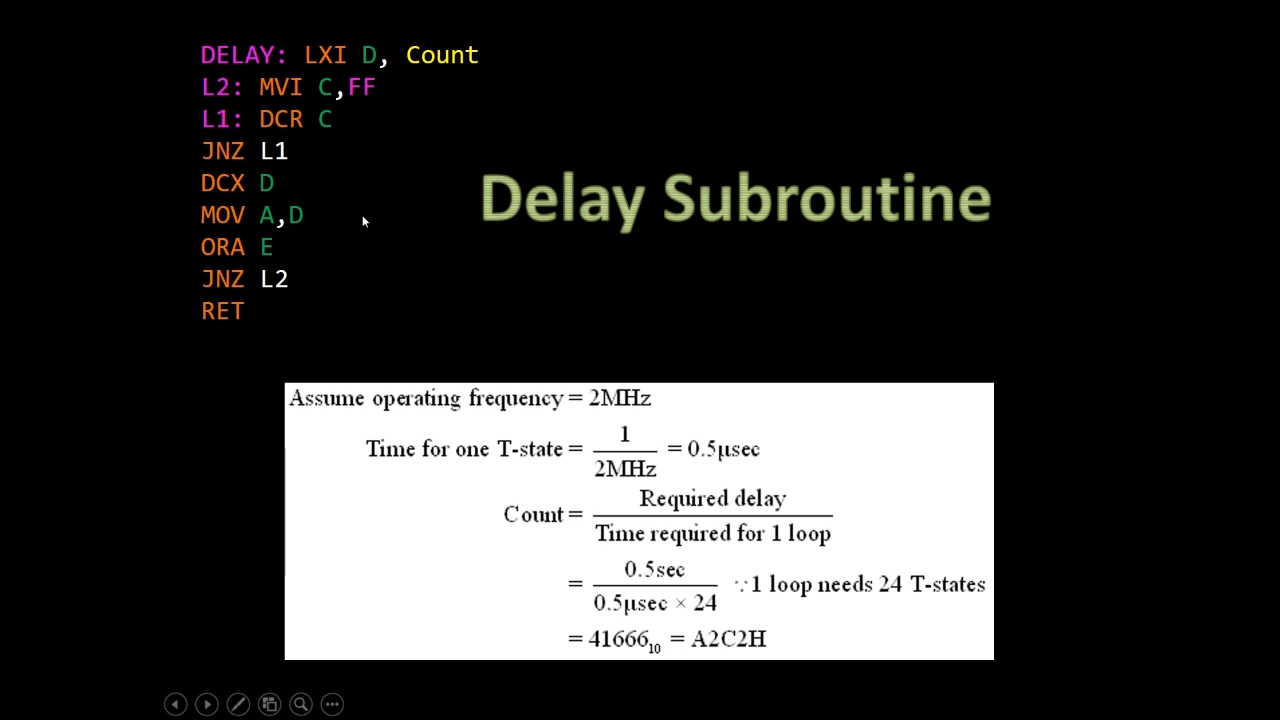 DELAY: LXI D, Count
L2: MVI C,FF
L1: DCR C
JNZ L1
DCX D
MOV A,D
ORA E
JNZ L2
RET
Delay Subroutine
Assume operating frequency = 2MHz
Time for one T-state = 1/2MHz = 0.5µsec
Count = Required delay/Time required for 1 loop
= 0.5sec/0.5µsec × 24 ∵1 loop needs 24 T-states
= 41666₁₀ = A2C2H